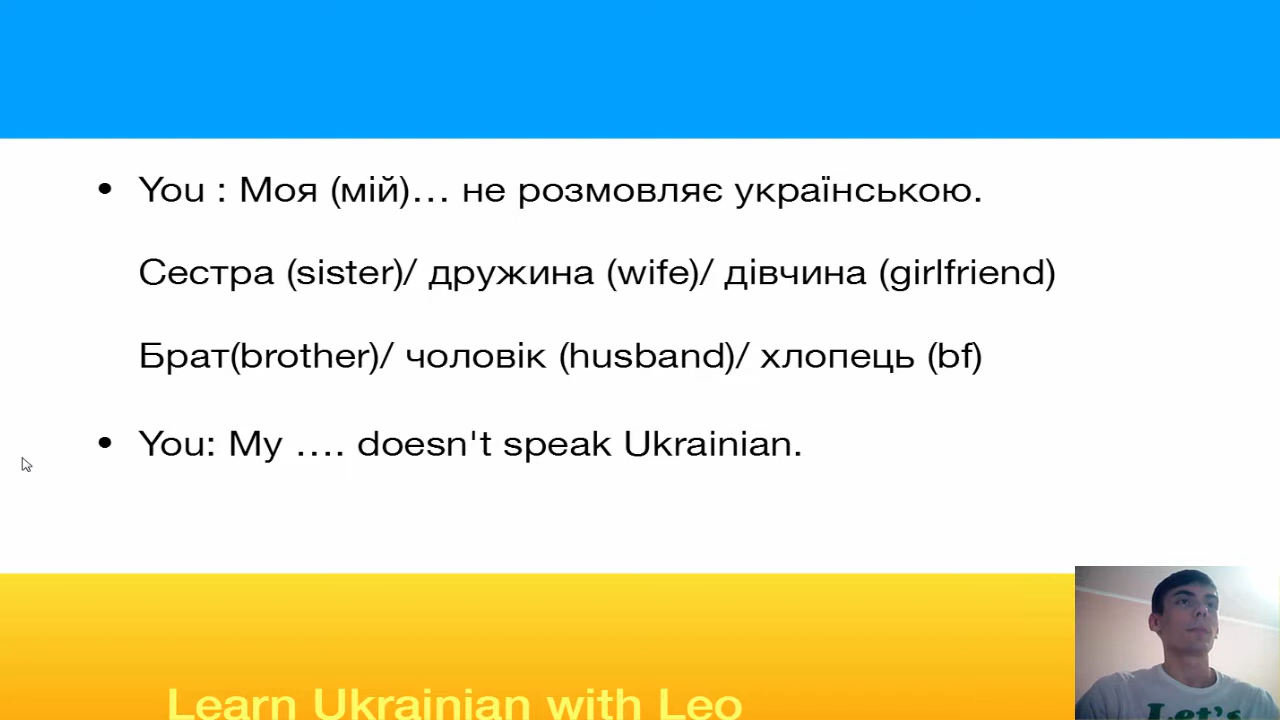 • You : Моя (мій)… не розмовляє українською.
Сестра (sister)/ дружина (wife)/ дівчина (girlfriend)
Брат(brother)/ чоловік (husband)/ хлопець (bf)
• You: My …. doesn't speak Ukrainian.
Learn Ukrainian with Leo
Let's